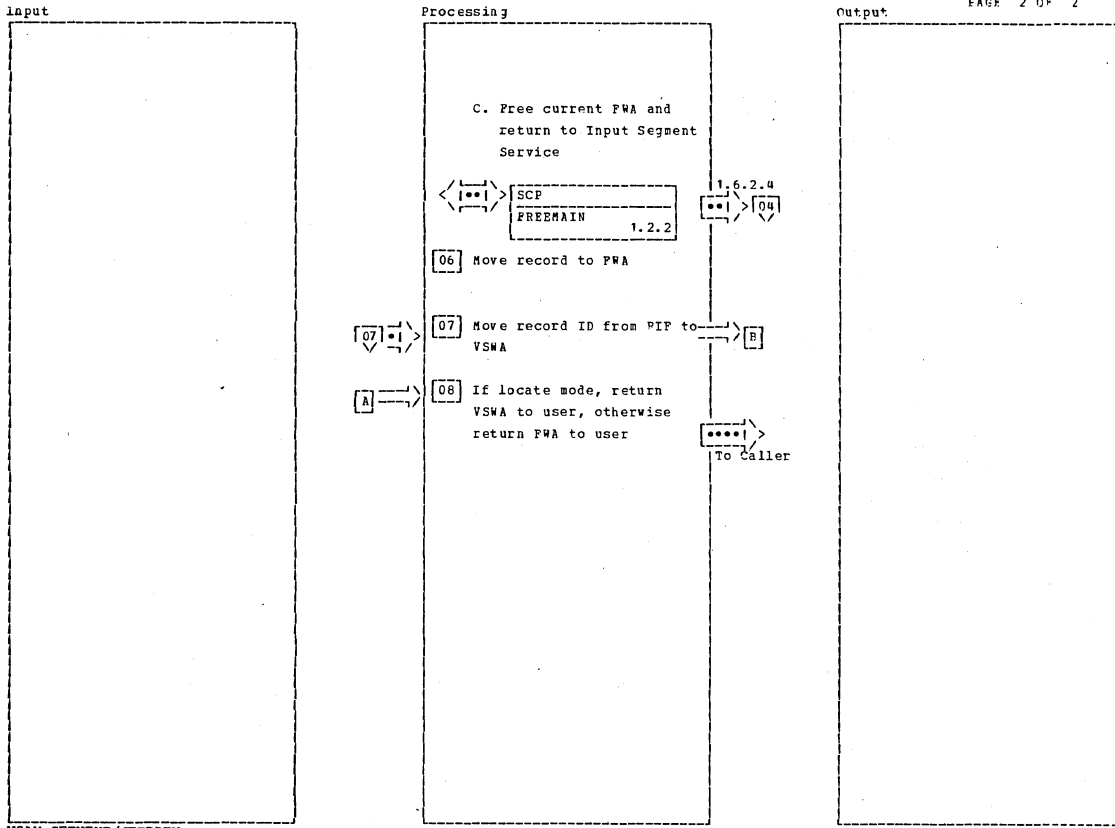 PAGE 2 OF 2
Input
Processing
Output
C. Free current FWA and
return to Input Segment
Service
SCP
FREEMAIN
1.2.2
1.6.2.4
04
06 Move record to FWA
07
07 Move record ID from FIF to
VSWA
B
A
08 If locate mode, return
VSWA to user, otherwise
return FWA to user
To Caller